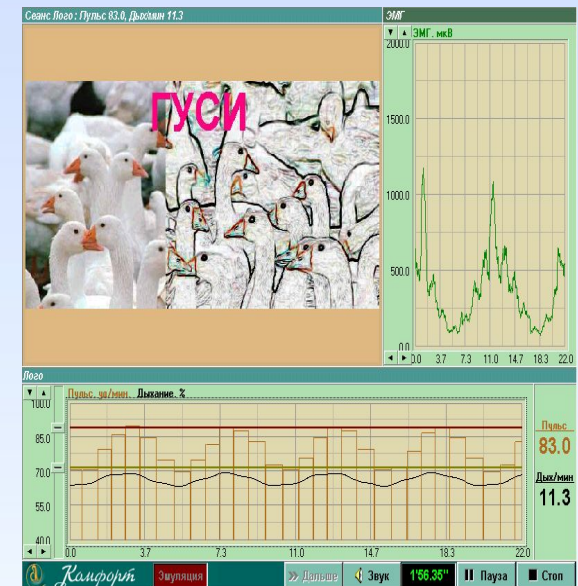 Сеанс Лого: Пульс 83.0, Дых/мин 11.3
ГУСИ
ЭМГ
ЭМГ. мкВ
2000.0
1500.0
1000.0
500.0
0.0
0.0 3.7 7.3 11.0 14.7 18.3 22.0
Лого
Пульс. уд/мин. Дыхание. %
100.0
85.0
70.0
55.0
40.0
0.0 3.7 7.3 11.0 14.7 18.3 22.0
Пульс
83.0
Дых/мин
11.3
Комфорт Эмуляция Дальше Звук 1'56.35" Пауза Стоп